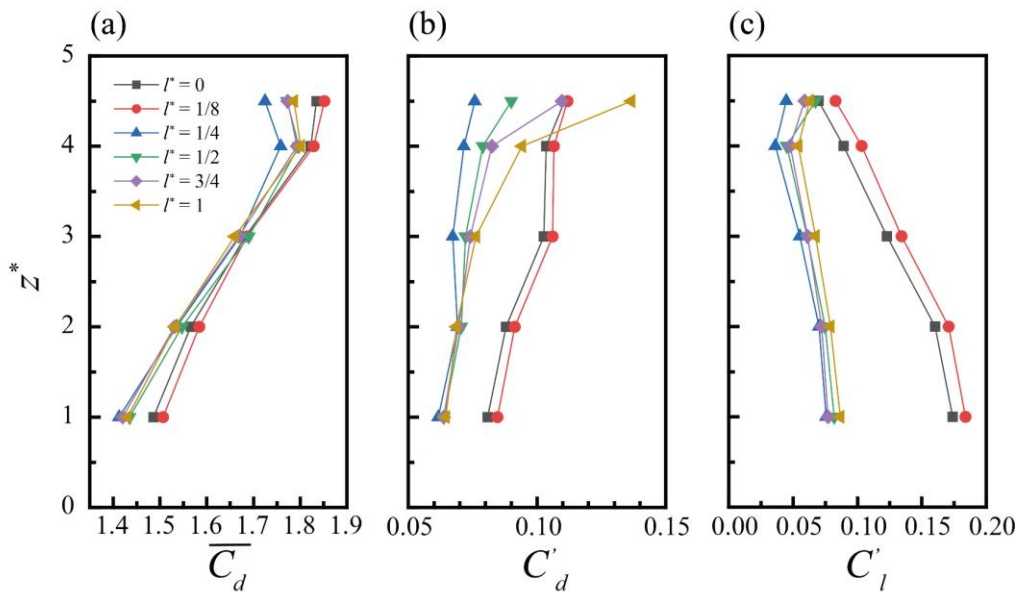 (a) (b) (c)
5
4
3
2
1
0
z*
l* = 0
l* = 1/8
l* = 1/4
l* = 1/2
l* = 3/4
l* = 1
1.4 1.5 1.6 1.7 1.8 1.9
0.05 0.10 0.15
0.00 0.05 0.10 0.15 0.20
C̅d̅
C'd
C'l